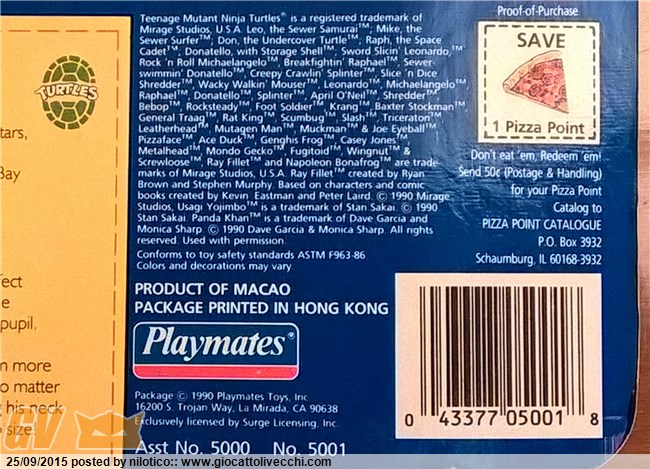 TURTLES
tars,
Bay
fect
e
pupil,
n more
o matter
his neck
size.
Teenage Mutant Ninja Turtles® is a registered trademark of
Mirage Studios, U.S.A. Leo, the Sewer Samurai™; Mike, the
Sewer Surfer™; Don, the Undercover Turtle™; Raph, the Space
Cadet™; Donatello, with Storage Shell™; Sword Slicin' Leonardo,™
Rock 'n Roll Michaelangelo™, Breakfightin' Raphael™, Sewer-
swimmin' Donatello™, Creepy Crawlin' Splinter™, Slice 'n Dice
Shredder™ Wacky Walkin' Mouser™, Leonardo™, Michaelangelo™
Raphael™, Donatello™, Splinter™, April O'Neil™, Shredder™
Bebop™, Rocksteady™, Foot Soldier™, Krang™, Baxter Stockman™
General Traag™, Rat King™, Scumbug™, Slash™, Triceraton™
Leatherhead™, Mutagen Man™, Muckman™ & Joe Eyeball™
Pizzaface™, Ace Duck™, Genghis Frog™, Casey Jones™
Metalhead™, Mondo Gecko™, Fugitoid™, Wingnut™ &
Screwloose™, Ray Fillet™ and Napoleon Bonafrog™ are trade
marks of Mirage Studios, U.S.A. Ray Fillet™ created by Ryan
Brown and Stephen Murphy. Based on characters and comic
books created by Kevin Eastman and Peter Laird. © 1990 Mirage
Studios, Usagi Yojimbo™ is a trademark of Stan Sakai. © 1990
Stan Sakai. Panda Khan™ is a trademark of Dave Garcia and
Monica Sharp. © 1990 Dave Garcia & Monica Sharp. All rights
reserved. Used with permission.
Conforms to toy safety standards ASTM F963-86
Colors and decorations may vary
PRODUCT OF MACAO
PACKAGE PRINTED IN HONG KONG
Playmates®
Package © 1990 Playmates Toys, Inc.
16200 S. Trojan Way, La Mirada, CA 90638
Exclusively licensed by Surge Licensing, Inc.
Asst No. 5000 No. 5001
Proof-of-Purchase
SAVE
1 Pizza Point
Don't eat 'em, Redeem 'em!
Send 50¢ (Postage & Handling)
for your Pizza Point
Catalog to
PIZZA POINT CATALOGUE
P.O. Box 3932
Schaumburg, IL 60168-3932
0 43377 05001 8
GV
25/09/2015 posted by nilotico:: www.giocattolivecchi.com